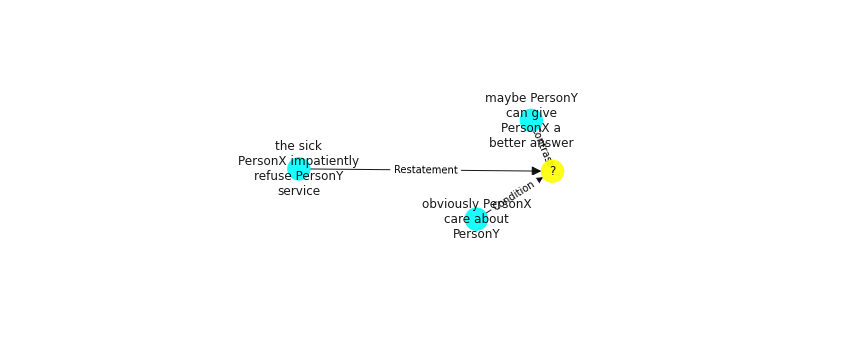 maybe PersonY
can give
PersonX a
better answer
the sick
PersonX impatiently
refuse PersonY
service
Restatement
?
obviously PersonX
care about
PersonY
Condition